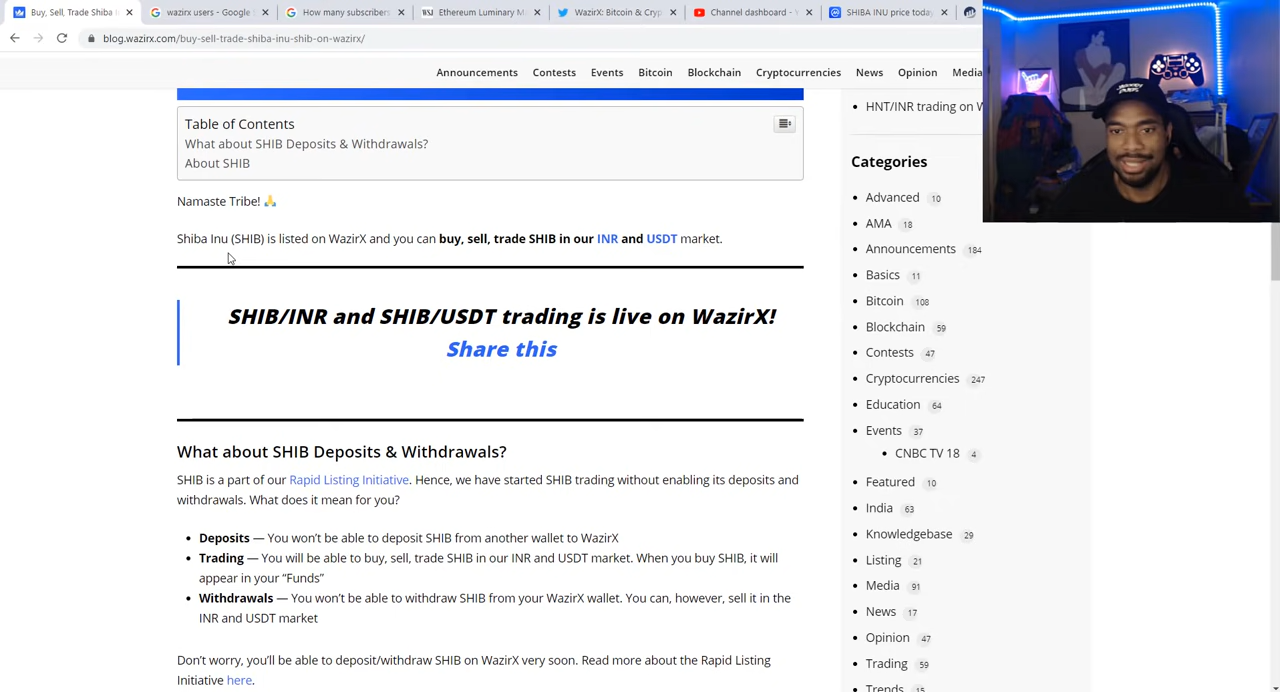 Buy, Sell, Trade Shiba I
wazirx users - Google
How many subscribers
Ethereum Luminary M
WazirX: Bitcoin & Cryp
Channel dashboard - Y
SHIBA INU price today
blog.wazirx.com/buy-sell-trade-shiba-inu-shib-on-wazirx/
Announcements Contests Events Bitcoin Blockchain Cryptocurrencies News Opinion Media
Table of Contents
What about SHIB Deposits & Withdrawals?
About SHIB
Namaste Tribe! 🙏
Shiba Inu (SHIB) is listed on WazirX and you can buy, sell, trade SHIB in our INR and USDT market.
SHIB/INR and SHIB/USDT trading is live on WazirX!
Share this
What about SHIB Deposits & Withdrawals?
SHIB is a part of our Rapid Listing Initiative. Hence, we have started SHIB trading without enabling its deposits and
withdrawals. What does it mean for you?
Deposits — You won't be able to deposit SHIB from another wallet to WazirX
Trading — You will be able to buy, sell, trade SHIB in our INR and USDT market. When you buy SHIB, it will
appear in your “Funds”
Withdrawals — You won't be able to withdraw SHIB from your WazirX wallet. You can, however, sell it in the
INR and USDT market
Don't worry, you'll be able to deposit/withdraw SHIB on WazirX very soon. Read more about the Rapid Listing
Initiative here.
HNT/INR trading on W
Categories
Advanced 10
AMA 18
Announcements 184
Basics 11
Bitcoin 108
Blockchain 59
Contests 47
Cryptocurrencies 247
Education 64
Events 37
CNBC TV 18 4
Featured 10
India 63
Knowledgebase 29
Listing 21
Media 91
News 17
Opinion 47
Trading 59
Trends 15